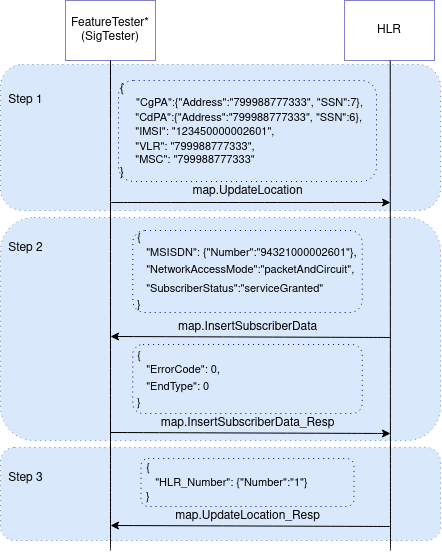 FeatureTester*
(SigTester)
HLR
Step 1
{
"CgPA":{"Address":"799988777333", "SSN":7},
"CdPA":{"Address":"799988777333", "SSN":6},
"IMSI": "123450000002601",
"VLR": "799988777333",
"MSC": "799988777333"
}
map.UpdateLocation
Step 2
{
"MSISDN": {"Number":"94321000002601"},
"NetworkAccessMode":"packetAndCircuit",
"SubscriberStatus":"serviceGranted"
}
map.InsertSubscriberData
{
"ErrorCode": 0,
"EndType": 0
}
map.InsertSubscriberData_Resp
Step 3
{
"HLR_Number": {"Number":"1"}
}
map.UpdateLocation_Resp